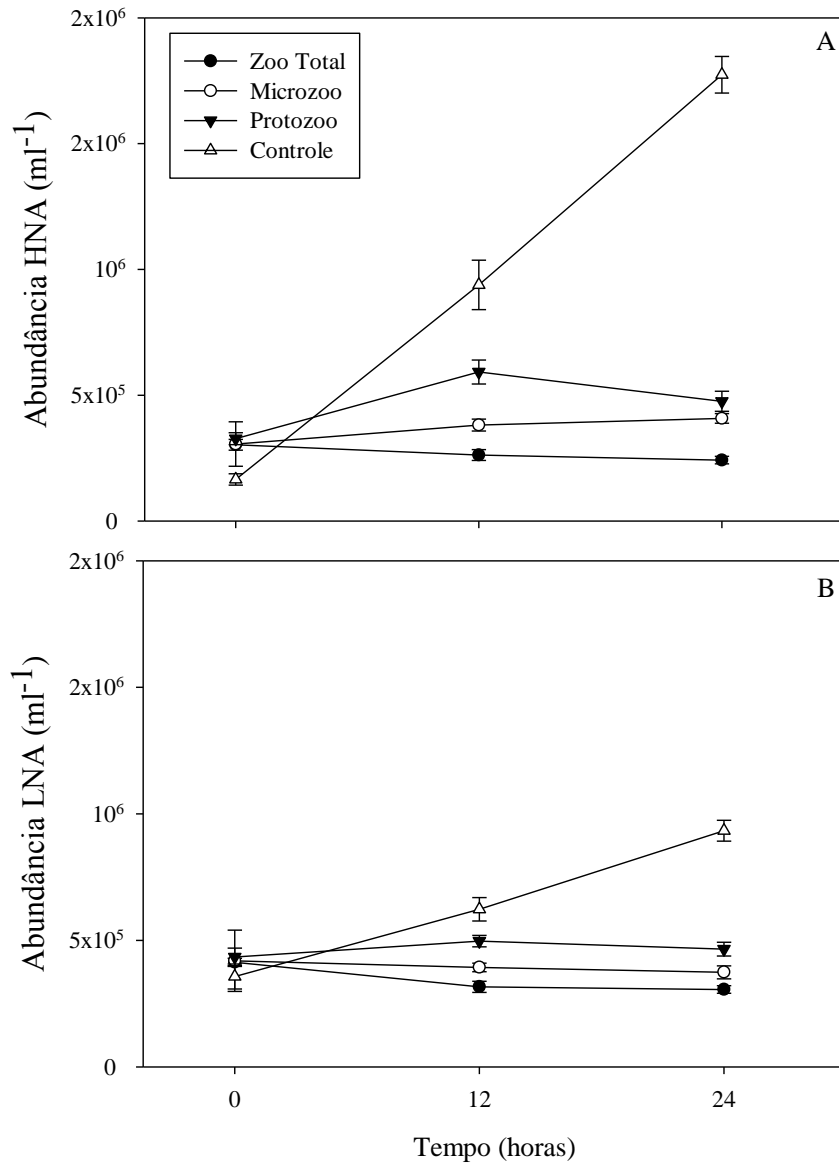 2x10⁶
A
Zoo Total
Microzoo
Protozoo
Controle
2x10⁶
10⁶
5x10⁵
0
Abundância HNA (ml⁻¹)
2x10⁶
B
2x10⁶
10⁶
5x10⁵
0
Abundância LNA (ml⁻¹)
0 12 24
Tempo (horas)